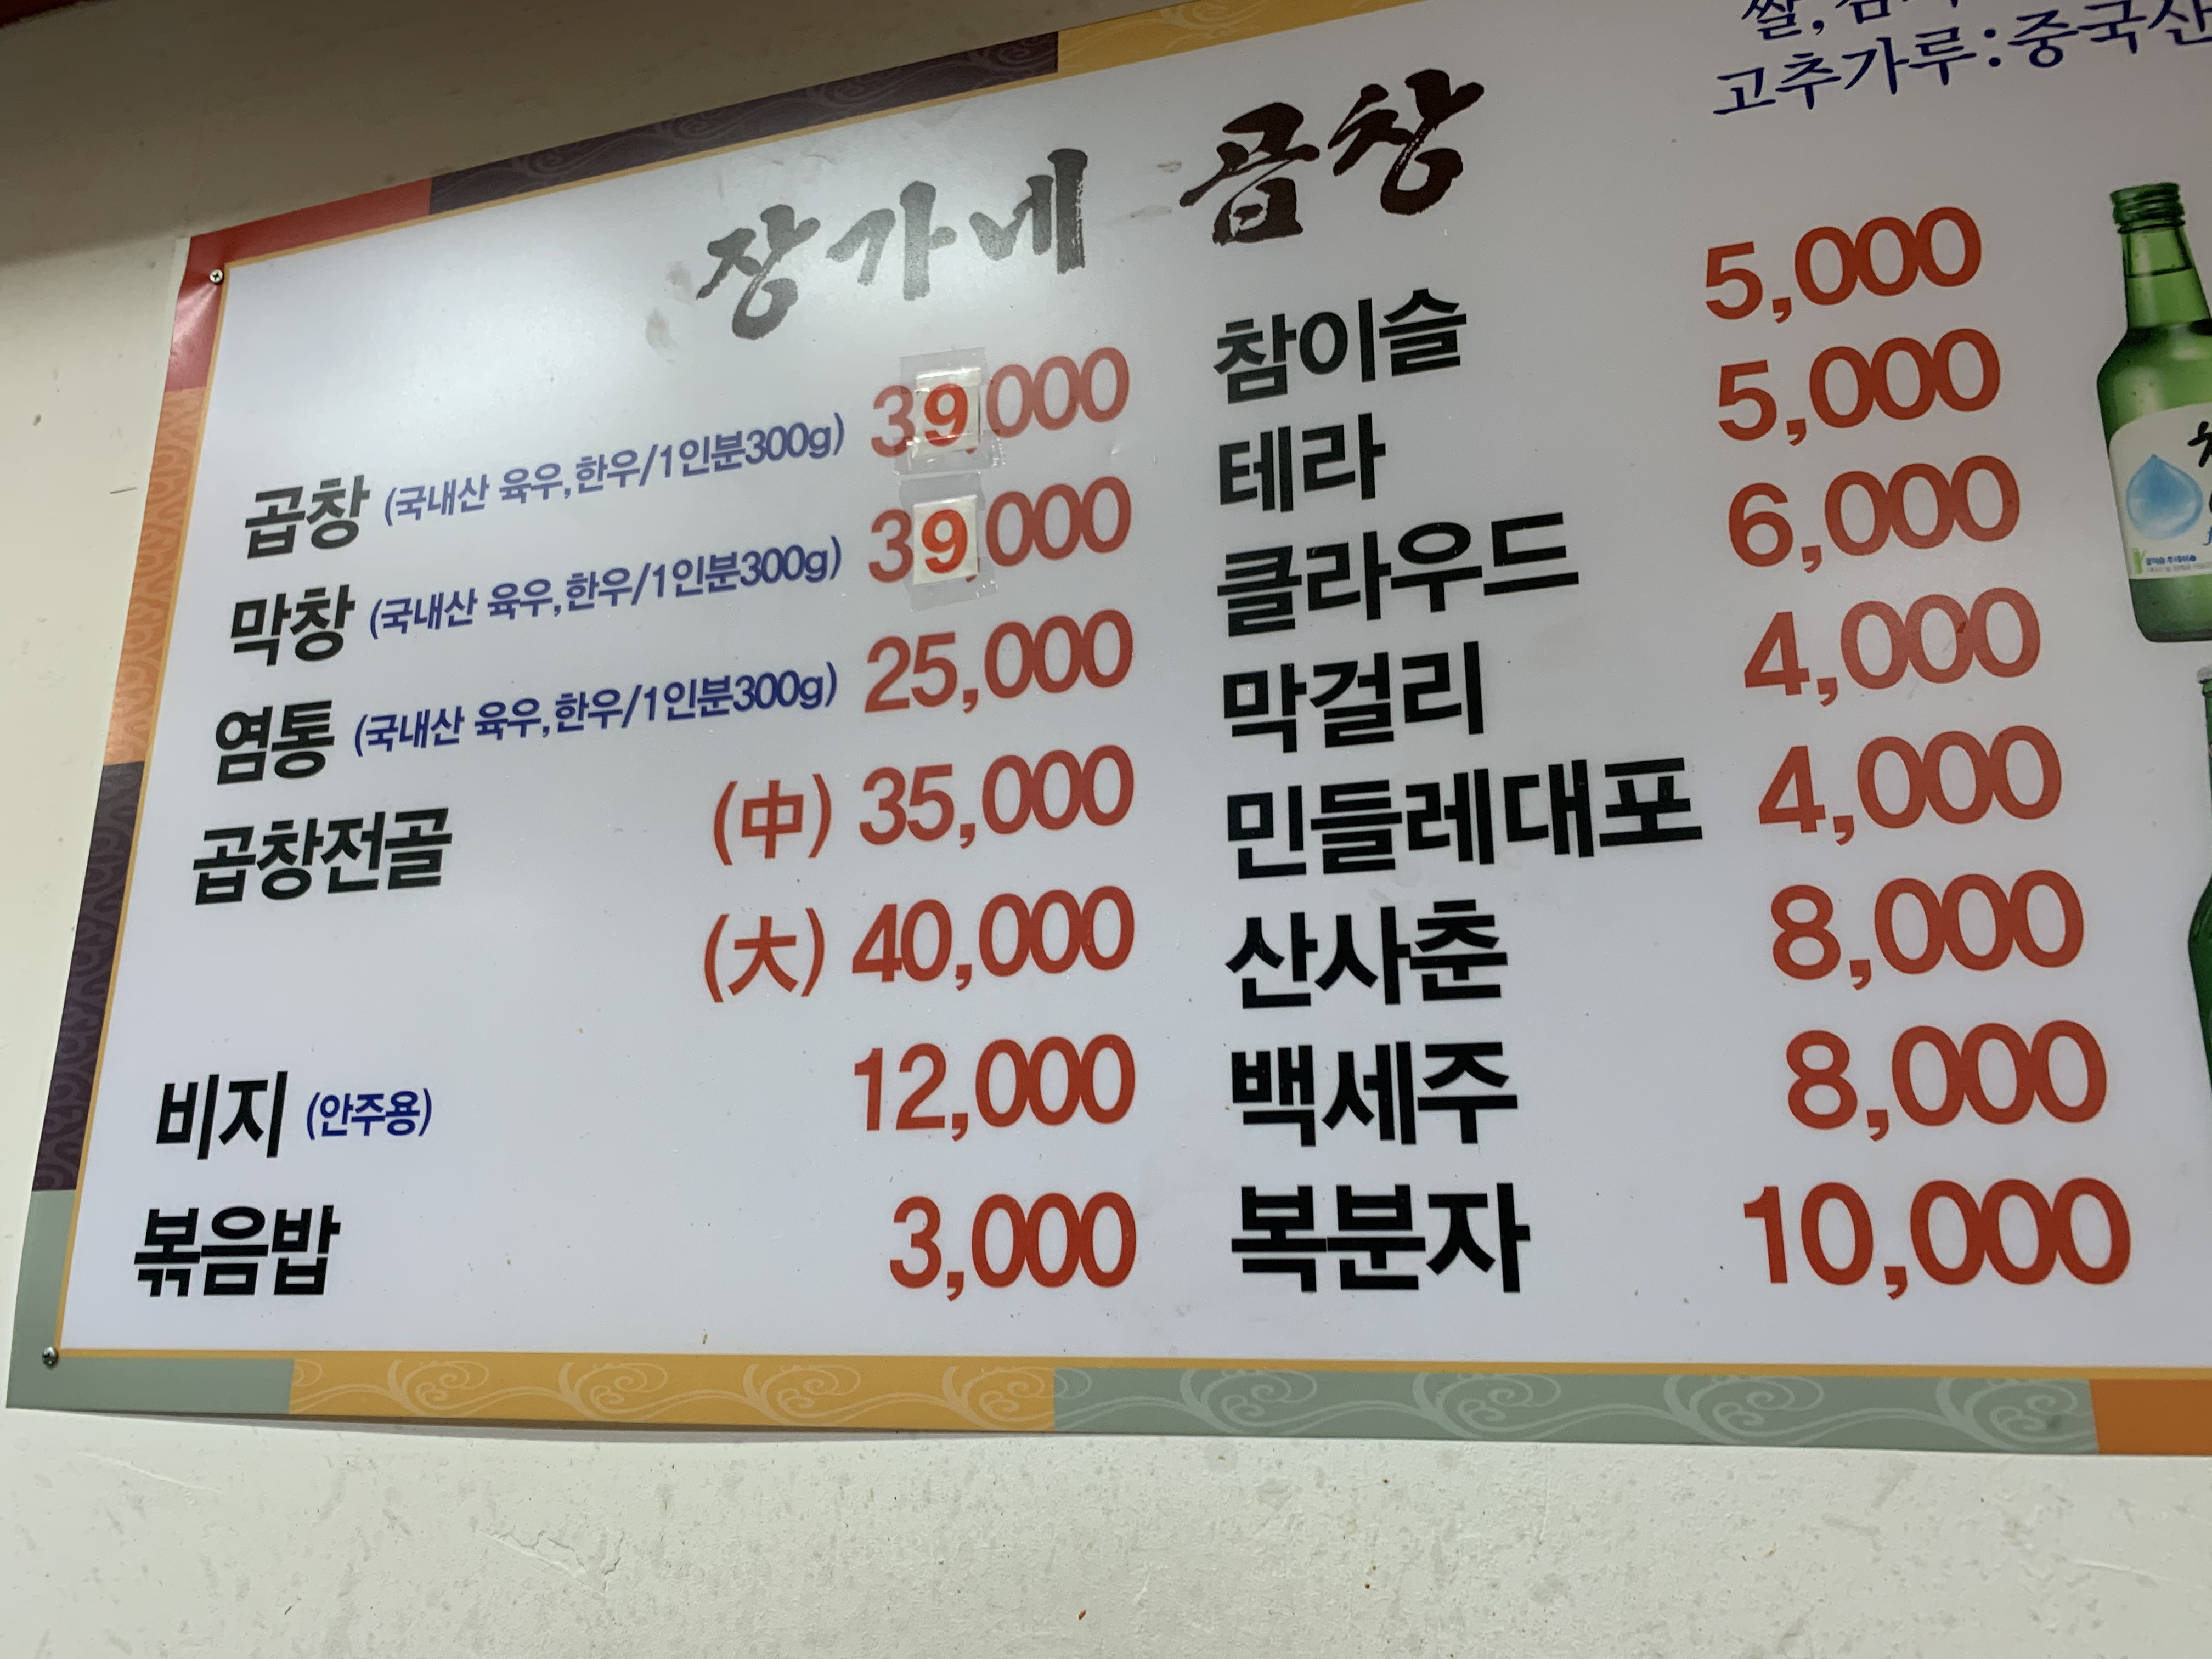 고추가루:중국산
장가네 곱창
곱창 (국내산 육우,한우/1인분300g) 39,000
막창 (국내산 육우,한우/1인분300g) 39,000
염통 (국내산 육우,한우/1인분300g) 25,000
곱창전골 (中) 35,000
(大) 40,000
비지 (안주용) 12,000
볶음밥 3,000
참이슬 5,000
테라 5,000
클라우드 6,000
막걸리 4,000
민들레대포 4,000
산사춘 8,000
백세주 8,000
복분자 10,000